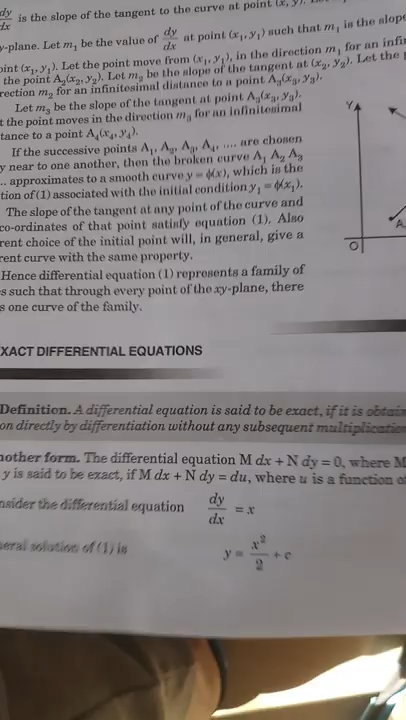 dy/dx is the slope of the tangent to the curve at point (x, y).
y-plane. Let m₁ be the value of dy/dx at point (x₁, y₁) such that m₁ is the slope
oint (x₁, y₁). Let the point move from (x₁, y₁), in the direction m₁ for an infin
the point A₂(x₂, y₂). Let m₂ be the slope of the tangent at (x₂, y₂). Let the p
rection m₂ for an infinitesimal distance to a point A₃(x₃, y₃).
Let m₃ be the slope of the tangent at point A₃(x₃, y₃).
t the point moves in the direction m₃ for an infinitesimal
tance to a point A₄(x₄, y₄).
If the successive points A₁, A₂, A₃, A₄, .... are chosen
y near to one another, then the broken curve A₁ A₂ A₃
.. approximates to a smooth curve y = ϕ(x), which is the
tion of (1) associated with the initial condition y₁ = ϕ(x₁).
The slope of the tangent at any point of the curve and
co-ordinates of that point satisfy equation (1). Also
rent choice of the initial point will, in general, give a
rent curve with the same property.
Hence differential equation (1) represents a family of
s such that through every point of the xy-plane, there
s one curve of the family.
Y
A
O
XACT DIFFERENTIAL EQUATIONS
Definition. A differential equation is said to be exact, if it is obtain
on directly by differentiation without any subsequent multiplication
nother form. The differential equation M dx + N dy = 0, where M
y is said to be exact, if M dx + N dy = du, where u is a function of
nsider the differential equation dy/dx = x
neral solution of (1) is y = x²/2 + c